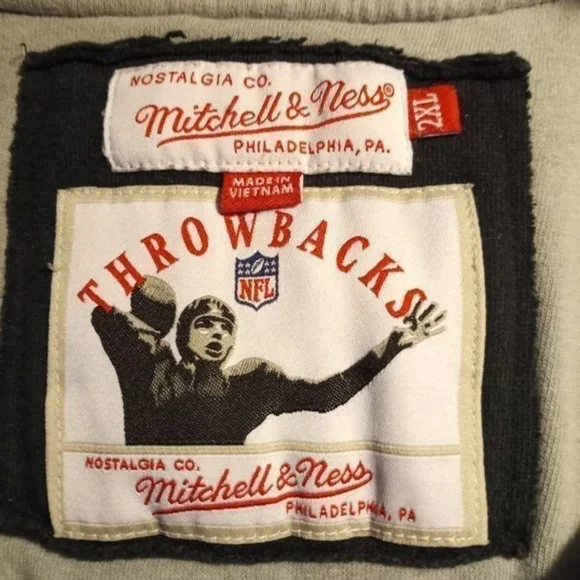 NOSTALGIA CO.
Mitchell & Ness®
PHILADELPHIA, PA.
2XL
MADE IN
VIETNAM
THROWBACKS
NFL
NOSTALGIA CO.
Mitchell & Ness
PHILADELPHIA, PA